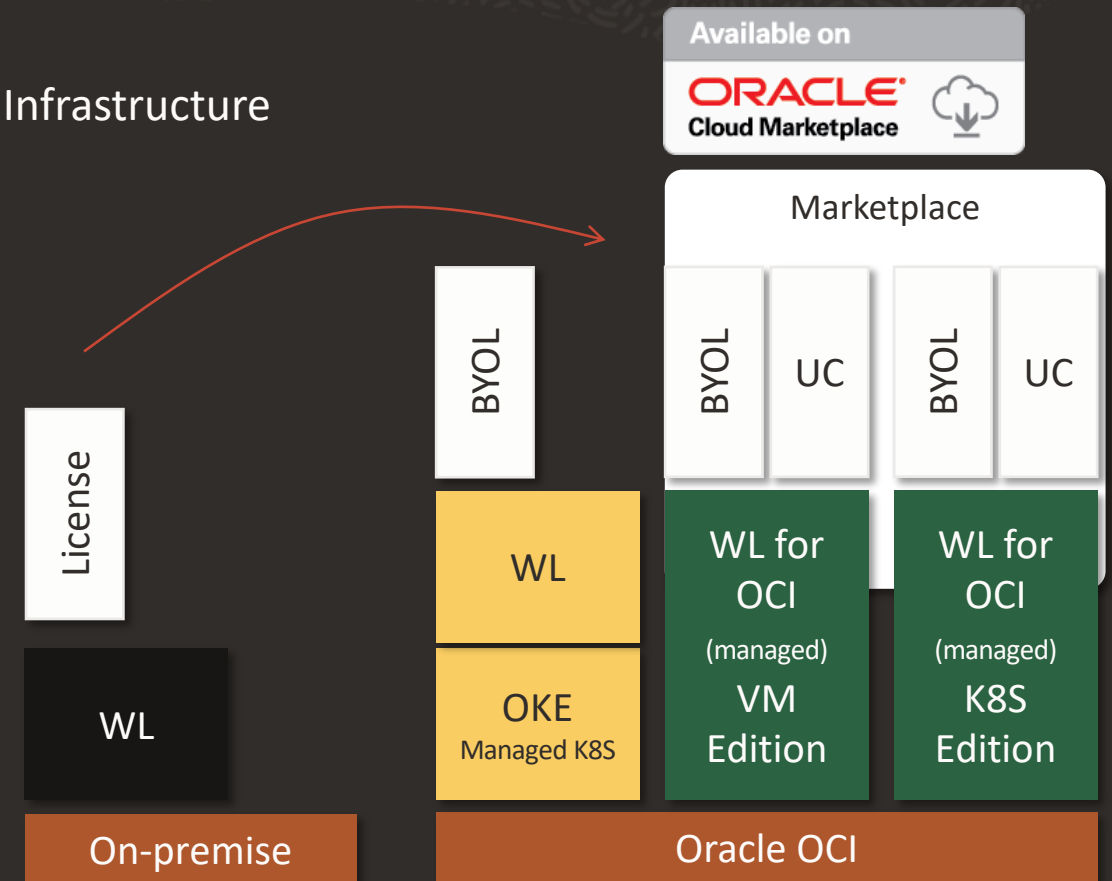 Infrastructure
Available on
ORACLE®
Cloud Marketplace
Marketplace
License
WL
On-premise
BYOL
WL
OKE
Managed K8S
BYOL
UC
WL for
OCI
(managed)
VM
Edition
BYOL
UC
WL for
OCI
(managed)
K8S
Edition
Oracle OCI